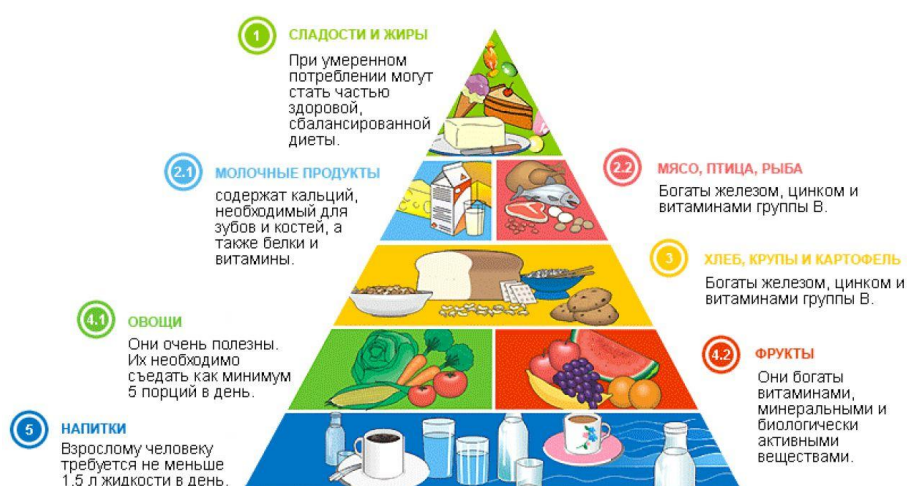 1 СЛАДОСТИ И ЖИРЫ
При умеренном
потреблении могут
стать частью
здоровой,
сбалансированной
диеты.
2.1 МОЛОЧНЫЕ ПРОДУКТЫ
содержат кальций,
необходимый для
зубов и костей, а
также белки и
витамины.
2.2 МЯСО, ПТИЦА, РЫБА
Богаты железом, цинком и
витаминами группы В.
3 ХЛЕБ, КРУПЫ И КАРТОФЕЛЬ
Богаты железом, цинком и
витаминами группы В.
4.1 ОВОЩИ
Они очень полезны.
Их необходимо
съедать как минимум
5 порций в день.
4.2 ФРУКТЫ
Они богаты
витаминами,
минеральными и
биологически
активными
веществами.
5 НАПИТКИ
Взрослому человеку
требуется не меньше
1,5 л жидкости в день.